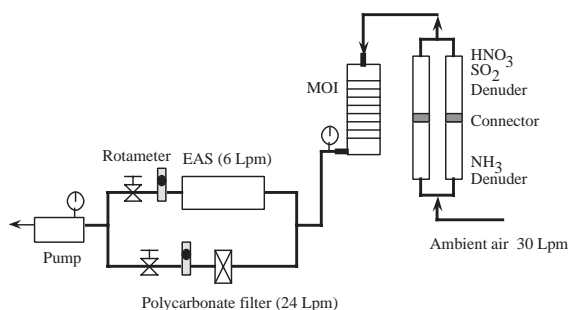 HNO3
SO2
Denuder
MOI
Connector
Rotameter
EAS (6 Lpm)
NH3
Denuder
Ambient air 30 Lpm
Pump
Polycarbonate filter (24 Lpm)